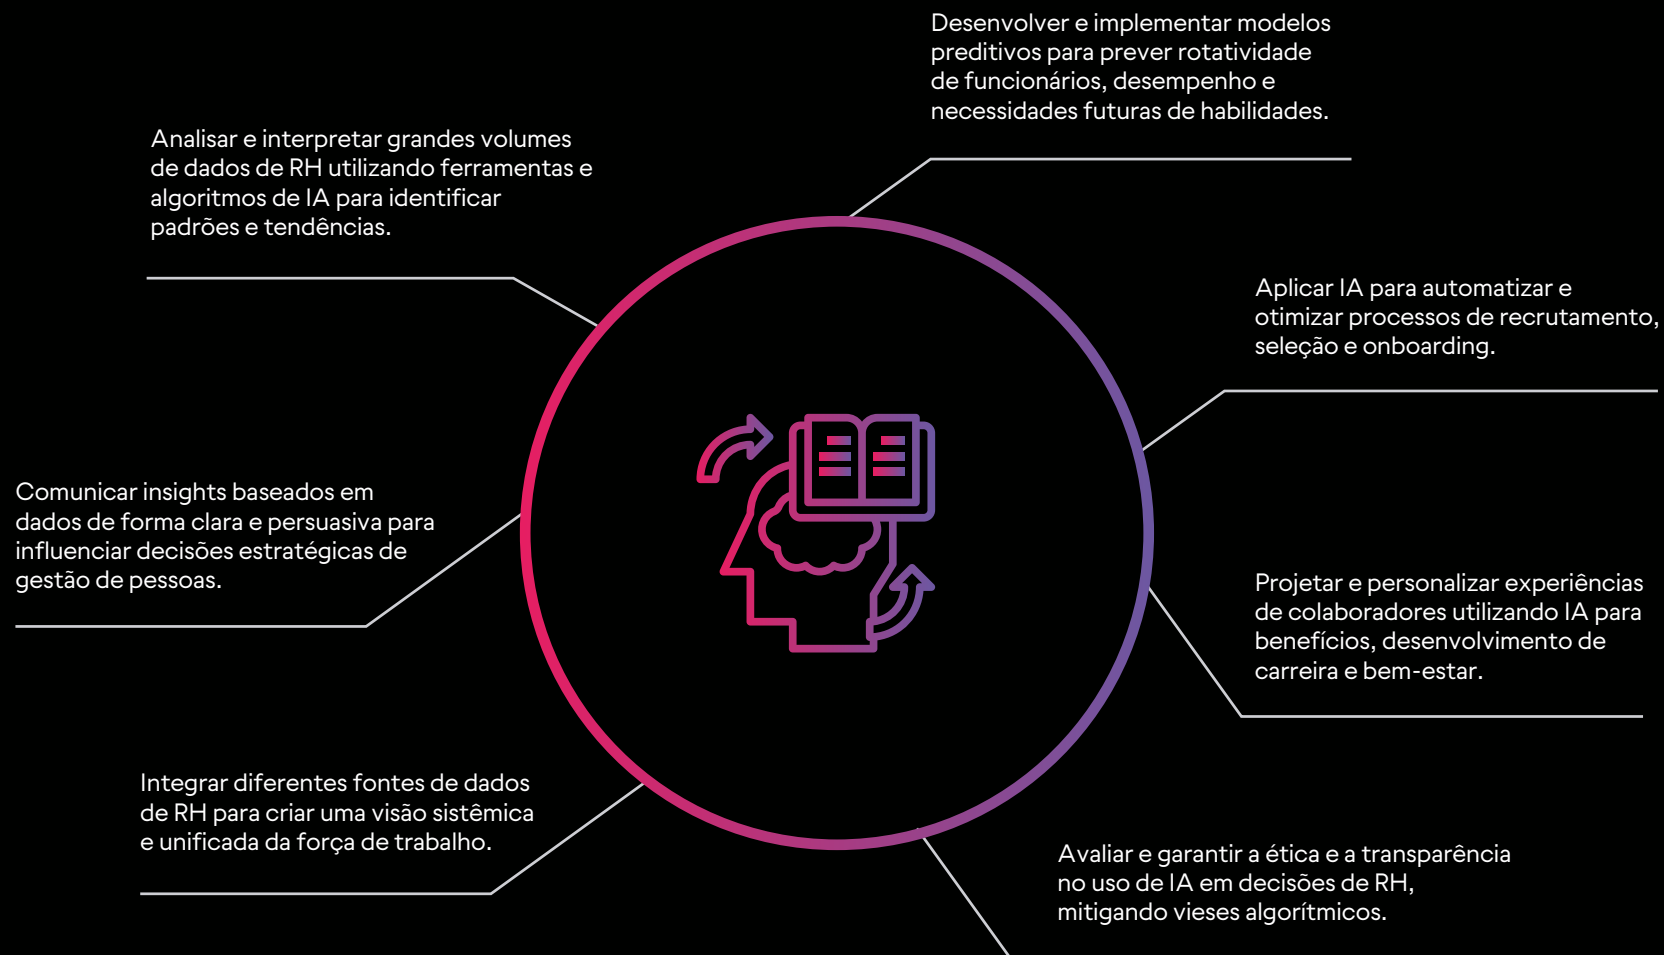 Desenvolver e implementar modelos
preditivos para prever rotatividade
de funcionários, desempenho e
necessidades futuras de habilidades.
Analisar e interpretar grandes volumes
de dados de RH utilizando ferramentas e
algoritmos de IA para identificar
padrões e tendências.
Aplicar IA para automatizar e
otimizar processos de recrutamento,
seleção e onboarding.
Comunicar insights baseados em
dados de forma clara e persuasiva para
influenciar decisões estratégicas de
gestão de pessoas.
Projetar e personalizar experiências
de colaboradores utilizando IA para
benefícios, desenvolvimento de
carreira e bem-estar.
Integrar diferentes fontes de dados
de RH para criar uma visão sistêmica
e unificada da força de trabalho.
Avaliar e garantir a ética e a transparência
no uso de IA em decisões de RH,
mitigando vieses algorítmicos.